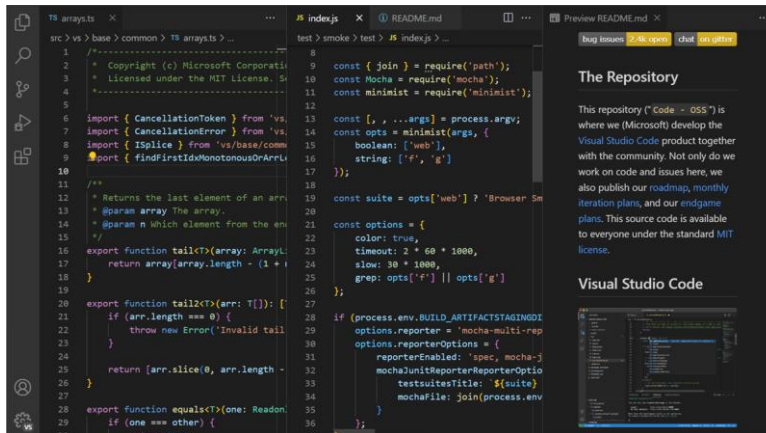 TS arrays.ts
src > vs > base > common > TS arrays.ts > ...
1 /*-----------------------------------
2 * Copyright (c) Microsoft Corporati
3 * Licensed under the MIT License. S
4 *-----------------------------------
5
6 import { CancellationToken } from 'vs
7 import { CancellationError } from 'vs
8 import { ISplice } from 'vs/base/comm
9 import { findFirstIdxMonotonousOrArrL
10
11 /**
12 * Returns the last element of an arr
13 * @param array The array.
14 * @param n Which element from the en
15 */
16 export function tail<T>(array: ArrayLi
17 return array[array.length - (1 +
18 }
19
20 export function tail2<T>(arr: T[]): [
21 if (arr.length === 0) {
22 throw new Error('Invalid tail
23 }
24
25 return [arr.slice(0, arr.length -
26 }
27
28 export function equals<T>(one: Readon
29 if (one === other) {
JS index.js
test > smoke > test > JS index.js > ...
8
9 const { join } = require('path');
10 const Mocha = require('mocha');
11 const minimist = require('minimist');
12
13 const [, , ...args] = process.argv;
14 const opts = minimist(args, {
15 boolean: ['web'],
16 string: ['f', 'g']
17 });
18
19 const suite = opts['web'] ? 'Browser Sm
20
21 const options = {
22 color: true,
23 timeout: 2 * 60 * 1000,
24 slow: 30 * 1000,
25 grep: opts['f'] || opts['g']
26 };
27
28 if (process.env.BUILD_ARTIFACTSTAGINGDI
29 options.reporter = 'mocha-multi-rep
30 options.reporterOptions = {
31 reporterEnabled: 'spec, mocha-j
32 mochaJunitReporterReporterOptio
33 testsuitesTitle: `${suite}
34 mochaFile: join(process.env
35 }
36 };
README.md
Preview README.md
bug issues 2.4k open chat on gitter
The Repository
This repository ("Code - OSS") is
where we (Microsoft) develop the
Visual Studio Code product together
with the community. Not only do we
work on code and issues here, we
also publish our roadmap, monthly
iteration plans, and our endgame
plans. This source code is available
to everyone under the standard MIT
license.
Visual Studio Code
VS